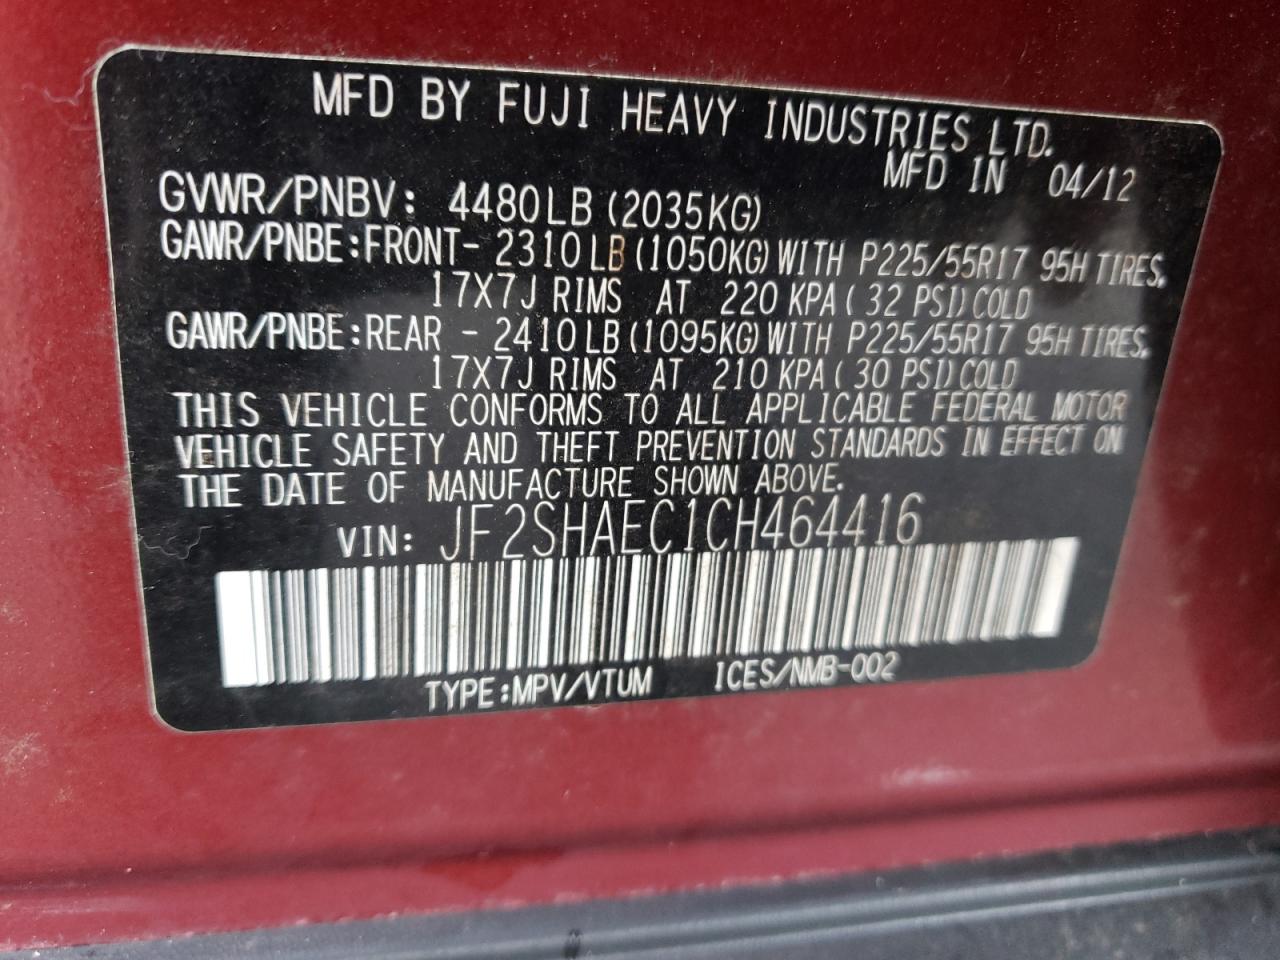 MFD BY FUJI HEAVY INDUSTRIES LTD.
MFD IN 04/12
GVWR/PNBV: 4480LB (2035KG)
GAWR/PNBE:FRONT- 2310LB (1050KG) WITH P225/55R17 95H TIRES,
17X7J RIMS AT 220 KPA ( 32 PSI) COLD
GAWR/PNBE:REAR - 2410LB (1095KG) WITH P225/55R17 95H TIRES,
17X7J RIMS AT 210 KPA ( 30 PSI) COLD
THIS VEHICLE CONFORMS TO ALL APPLICABLE FEDERAL MOTOR
VEHICLE SAFETY AND THEFT PREVENTION STANDARDS IN EFFECT ON
THE DATE OF MANUFACTURE SHOWN ABOVE.
VIN: JF2SHAEC1CH464416
TYPE:MPV/VTUM ICES/NMB-002